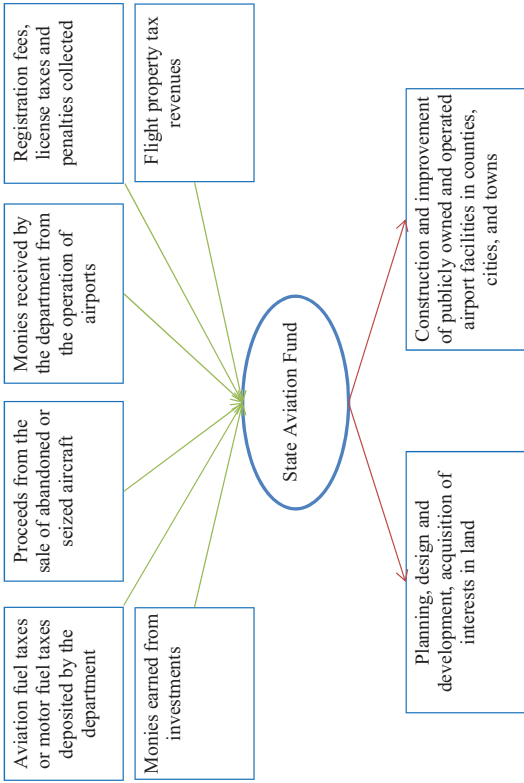 Aviation fuel taxes
or motor fuel taxes
deposited by the
department
Proceeds from the
sale of abandoned or
seized aircraft
Monies received by
the department from
the operation of
airports
Registration fees,
license taxes and
penalties collected
Monies earned from
investments
Flight property tax
revenues
State Aviation Fund
Planning, design and
development, acquisition of
interests in land
Construction and improvement
of publicly owned and operated
airport facilities in counties,
cities, and towns